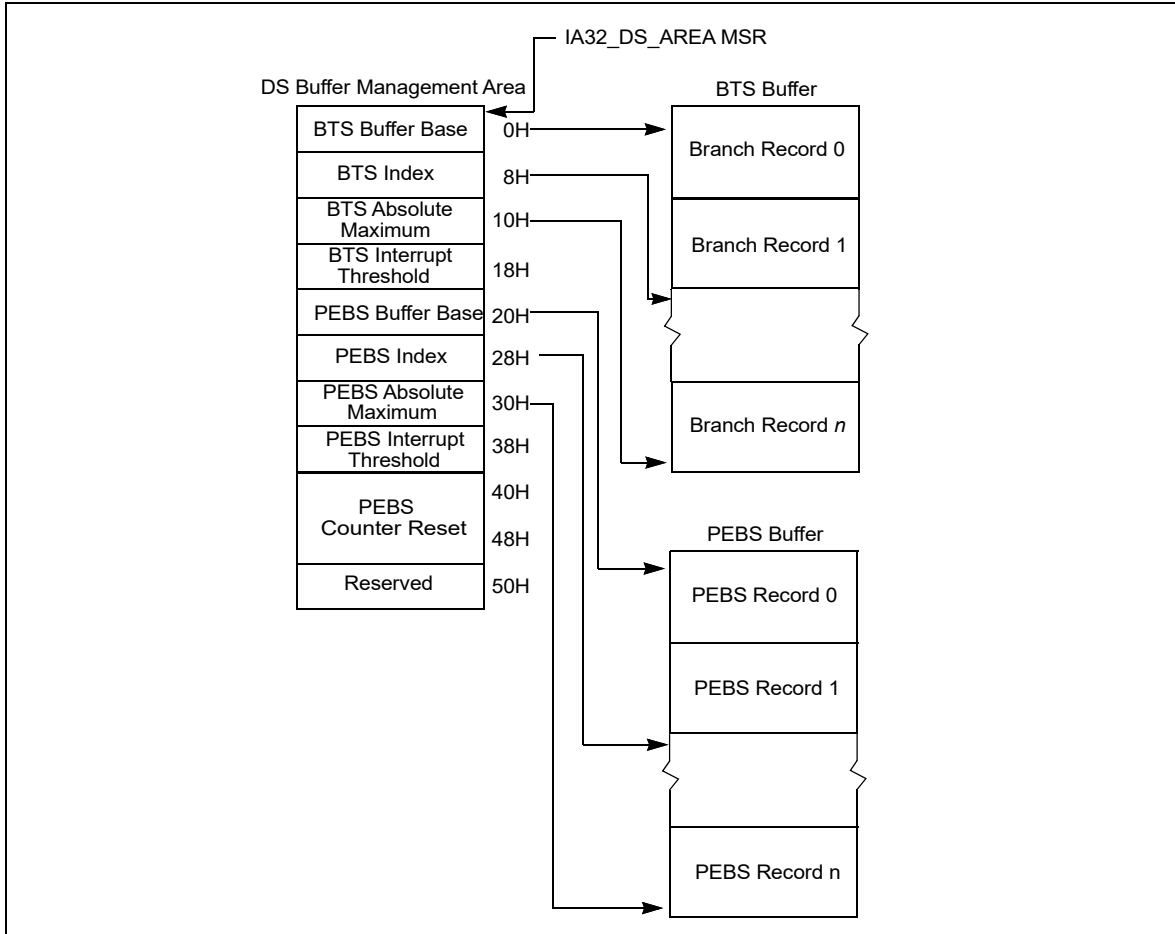 IA32_DS_AREA MSR
DS Buffer Management Area
BTS Buffer Base 0H
BTS Index 8H
BTS Absolute
Maximum 10H
BTS Interrupt
Threshold 18H
PEBS Buffer Base 20H
PEBS Index 28H
PEBS Absolute
Maximum 30H
PEBS Interrupt
Threshold 38H
40H
PEBS
Counter Reset
48H
Reserved 50H
BTS Buffer
Branch Record 0
Branch Record 1
Branch Record n
PEBS Buffer
PEBS Record 0
PEBS Record 1
PEBS Record n